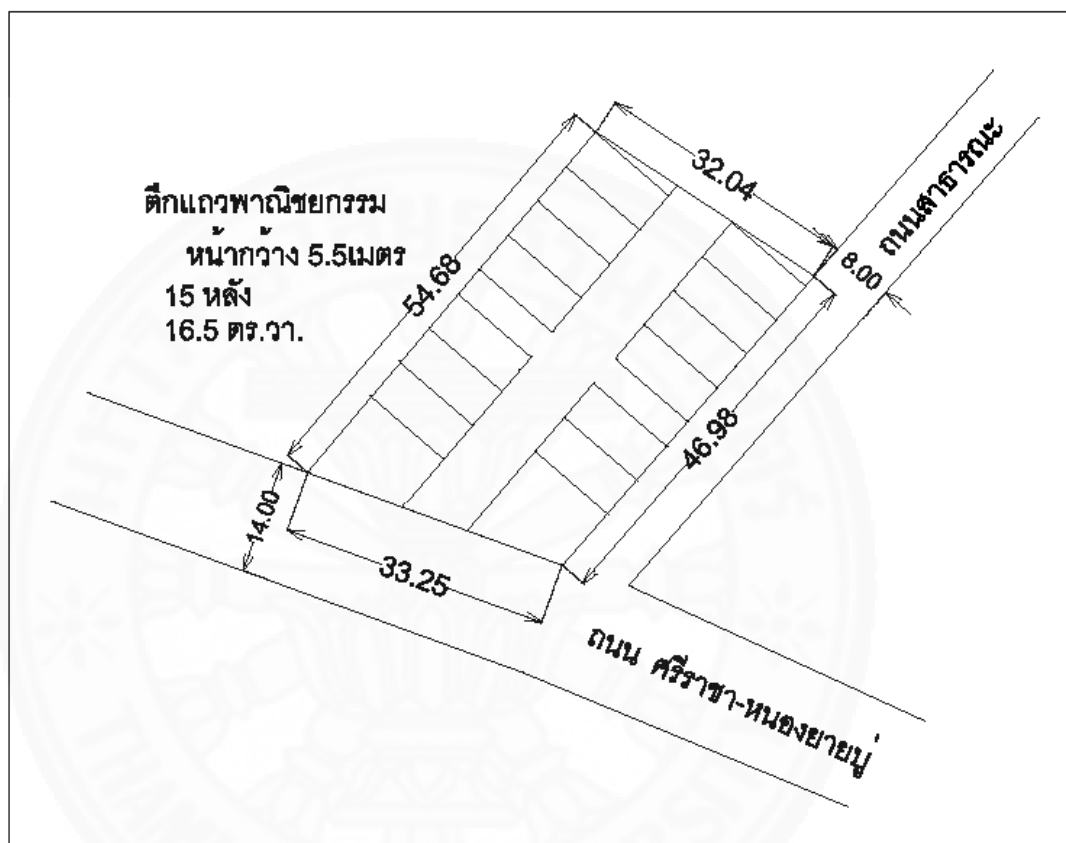 ตึกแถวพาณิชยกรรม
หน้ากว้าง 5.5เมตร
15 หลัง
16.5 ตร.วา.
32.04
ถนนสาธารณะ
8.00
54.68
46.98
14.00
33.25
ถนน ศรีราชา-หนองยายบู่